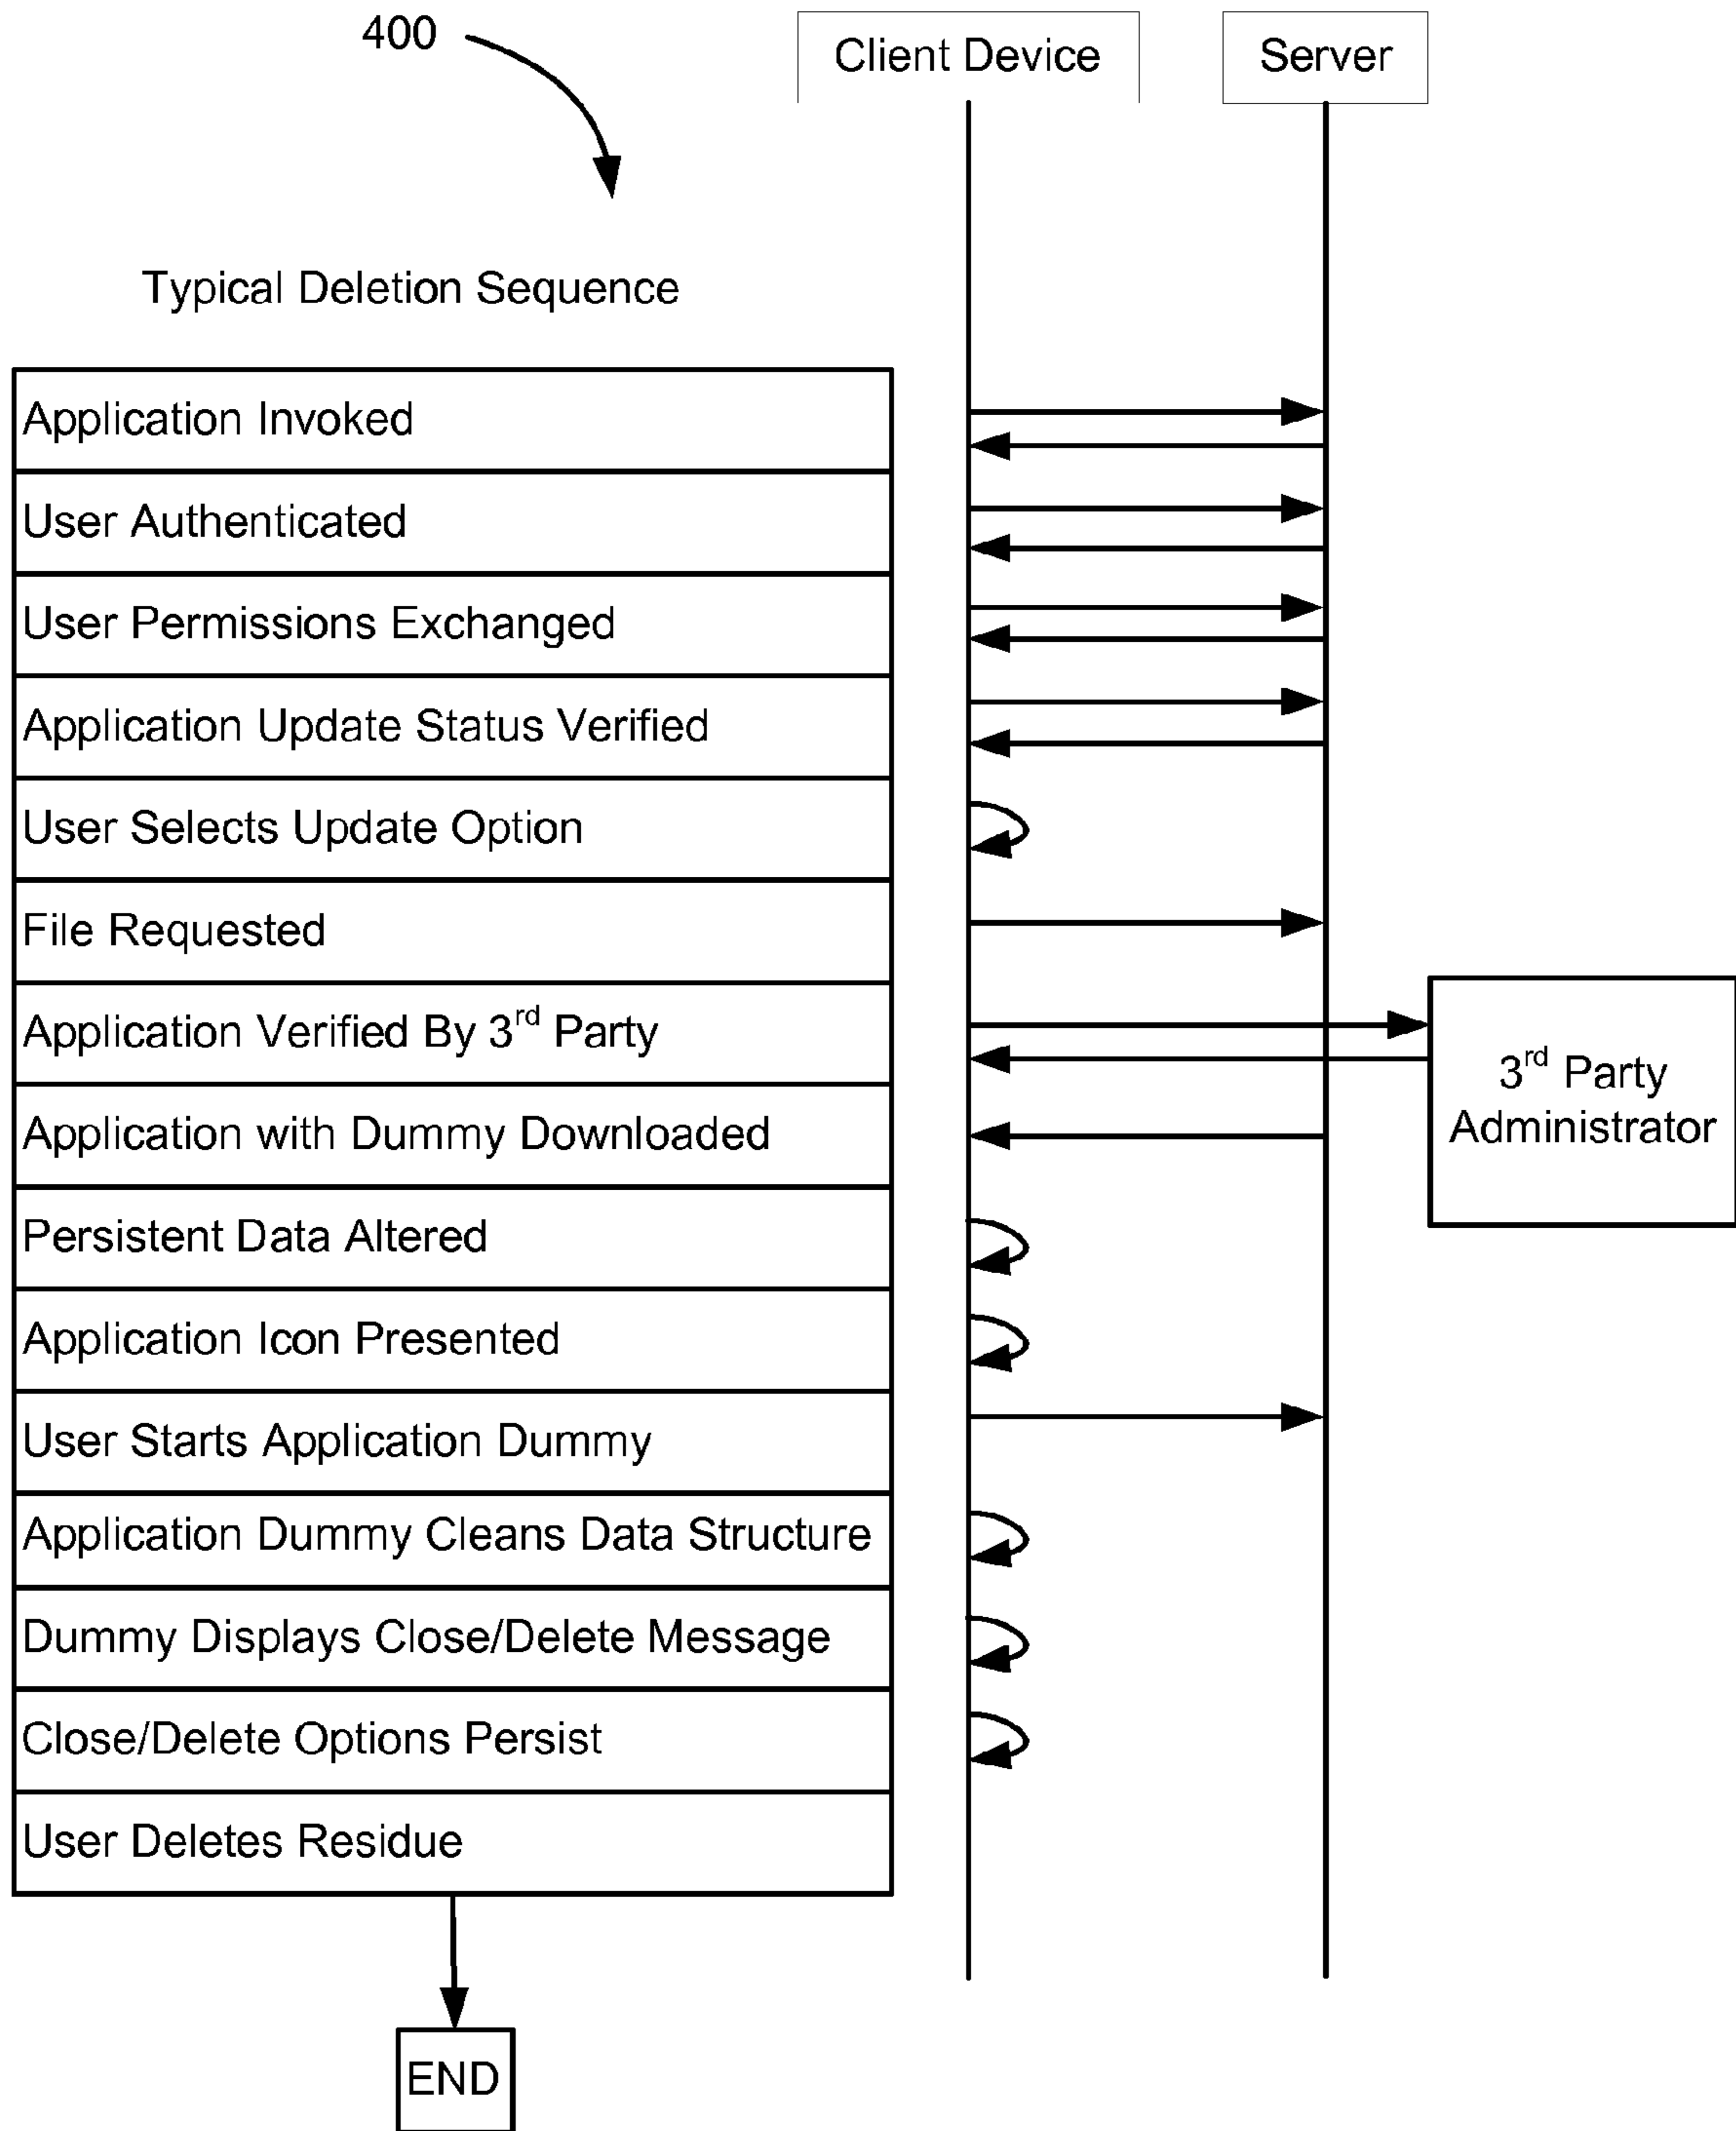 400
Client Device
Server
Typical Deletion Sequence
Application Invoked
User Authenticated
User Permissions Exchanged
Application Update Status Verified
User Selects Update Option
File Requested
Application Verified By 3rd Party
3rd Party
Administrator
Application with Dummy Downloaded
Persistent Data Altered
Application Icon Presented
User Starts Application Dummy
Application Dummy Cleans Data Structure
Dummy Displays Close/Delete Message
Close/Delete Options Persist
User Deletes Residue
END